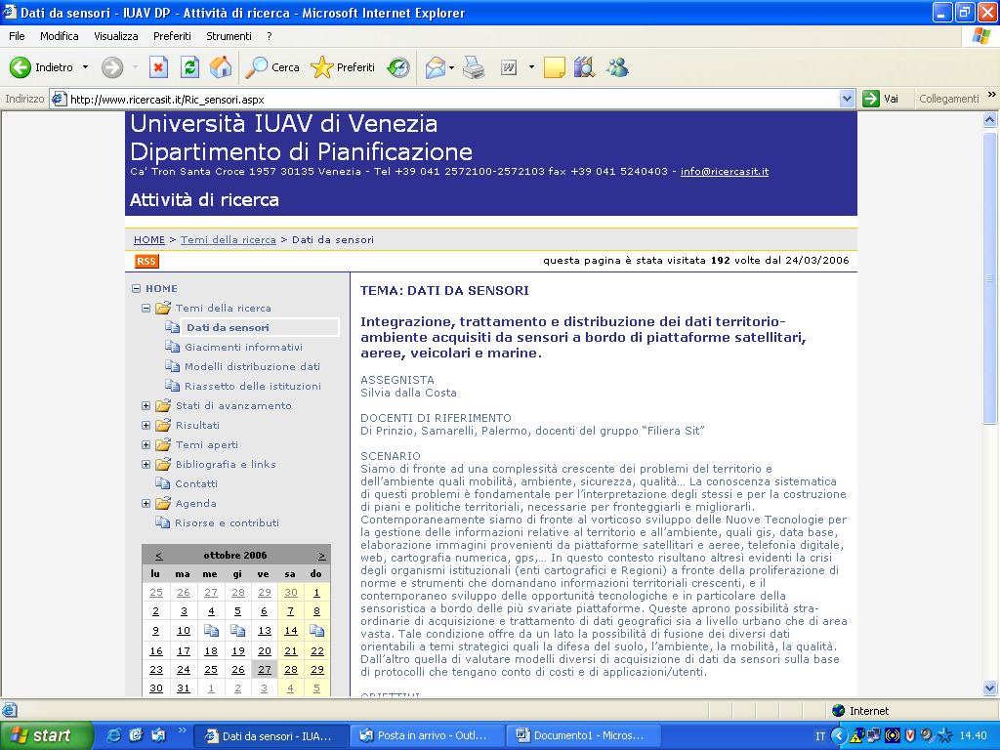 Dati da sensori - IUAV DP - Attività di ricerca - Microsoft Internet Explorer
File Modifica Visualizza Preferiti Strumenti ?
Indietro Cerca Preferiti
Indirizzo http://www.ricercasit.it/Ric_sensori.aspx Vai Collegamenti »
Università IUAV di Venezia
Dipartimento di Pianificazione
Ca' Tron Santa Croce 1957 30135 Venezia - Tel +39 041 2572100-2572103 fax +39 041 5240403 - info@ricercasit.it
Attività di ricerca
HOME > Temi della ricerca > Dati da sensori
RSS questa pagina è stata visitata 192 volte dal 24/03/2006
HOME
Temi della ricerca
Dati da sensori
Giacimenti informativi
Modelli distribuzione dati
Riassetto delle istituzioni
Stati di avanzamento
Risultati
Temi aperti
Bibliografia e links
Contatti
Agenda
Risorse e contributi
< ottobre 2006 >
lu ma me gi ve sa do
25 26 27 28 29 30 1
2 3 4 5 6 7 8
9 10 13 14
16 17 18 19 20 21 22
23 24 25 26 27 28 29
30 31 1 2 3 4 5
TEMA: DATI DA SENSORI
Integrazione, trattamento e distribuzione dei dati territorio-
ambiente acquisiti da sensori a bordo di piattaforme satellitari,
aeree, veicolari e marine.
ASSEGNISTA
Silvia dalla Costa
DOCENTI DI RIFERIMENTO
Di Prinzio, Samarelli, Palermo, docenti del gruppo “Filiera Sit”
SCENARIO
Siamo di fronte ad una complessità crescente dei problemi del territorio e
dell’ambiente quali mobilità, ambiente, sicurezza, qualità... La conoscenza sistematica
di questi problemi è fondamentale per l’interpretazione degli stessi e per la costruzione
di piani e politiche territoriali, necessarie per fronteggiarli e migliorarli.
Contemporaneamente siamo di fronte al vorticoso sviluppo delle Nuove Tecnologie per
la gestione delle informazioni relative al territorio e all’ambiente, quali gis, data base,
elaborazione immagini provenienti da piattaforme satellitari e aeree, telefonia digitale,
web, cartografia numerica, gps,... In questo contesto risultano altresì evidenti la crisi
degli organismi istituzionali (enti cartografici e Regioni) a fronte della proliferazione di
norme e strumenti che domandano informazioni territoriali crescenti, e il
contemporaneo sviluppo delle opportunità tecnologiche e in particolare della
sensoristica a bordo delle più svariate piattaforme. Queste aprono possibilità stra-
ordinarie di acquisizione e trattamento di dati geografici sia a livello urbano che di area
vasta. Tale condizione offre da un lato la possibilità di fusione dei diversi dati
orientabili a temi strategici quali la difesa del suolo, l’ambiente, la mobilità, la qualità.
Dall’altro quella di valutare modelli diversi di acquisizione di dati da sensori sulla base
di protocolli che tengano conto di costi e di applicazioni/utenti.
OBIETTIVI
Internet
start » Dati da sensori - IUA... Posta in arrivo - Outl... Documento1 - Micros... IT 14.40